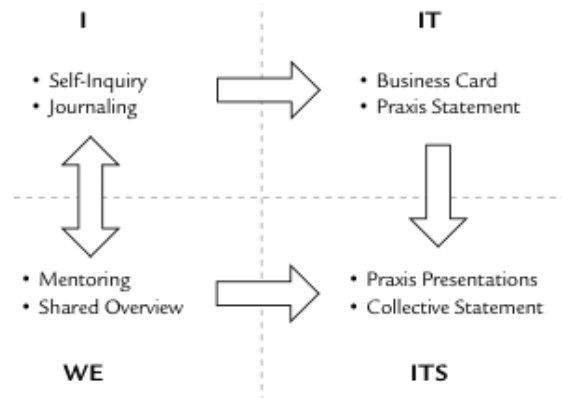 I
• Self-Inquiry
• Journaling
IT
• Business Card
• Praxis Statement
• Mentoring
• Shared Overview
WE
• Praxis Presentations
• Collective Statement
ITS